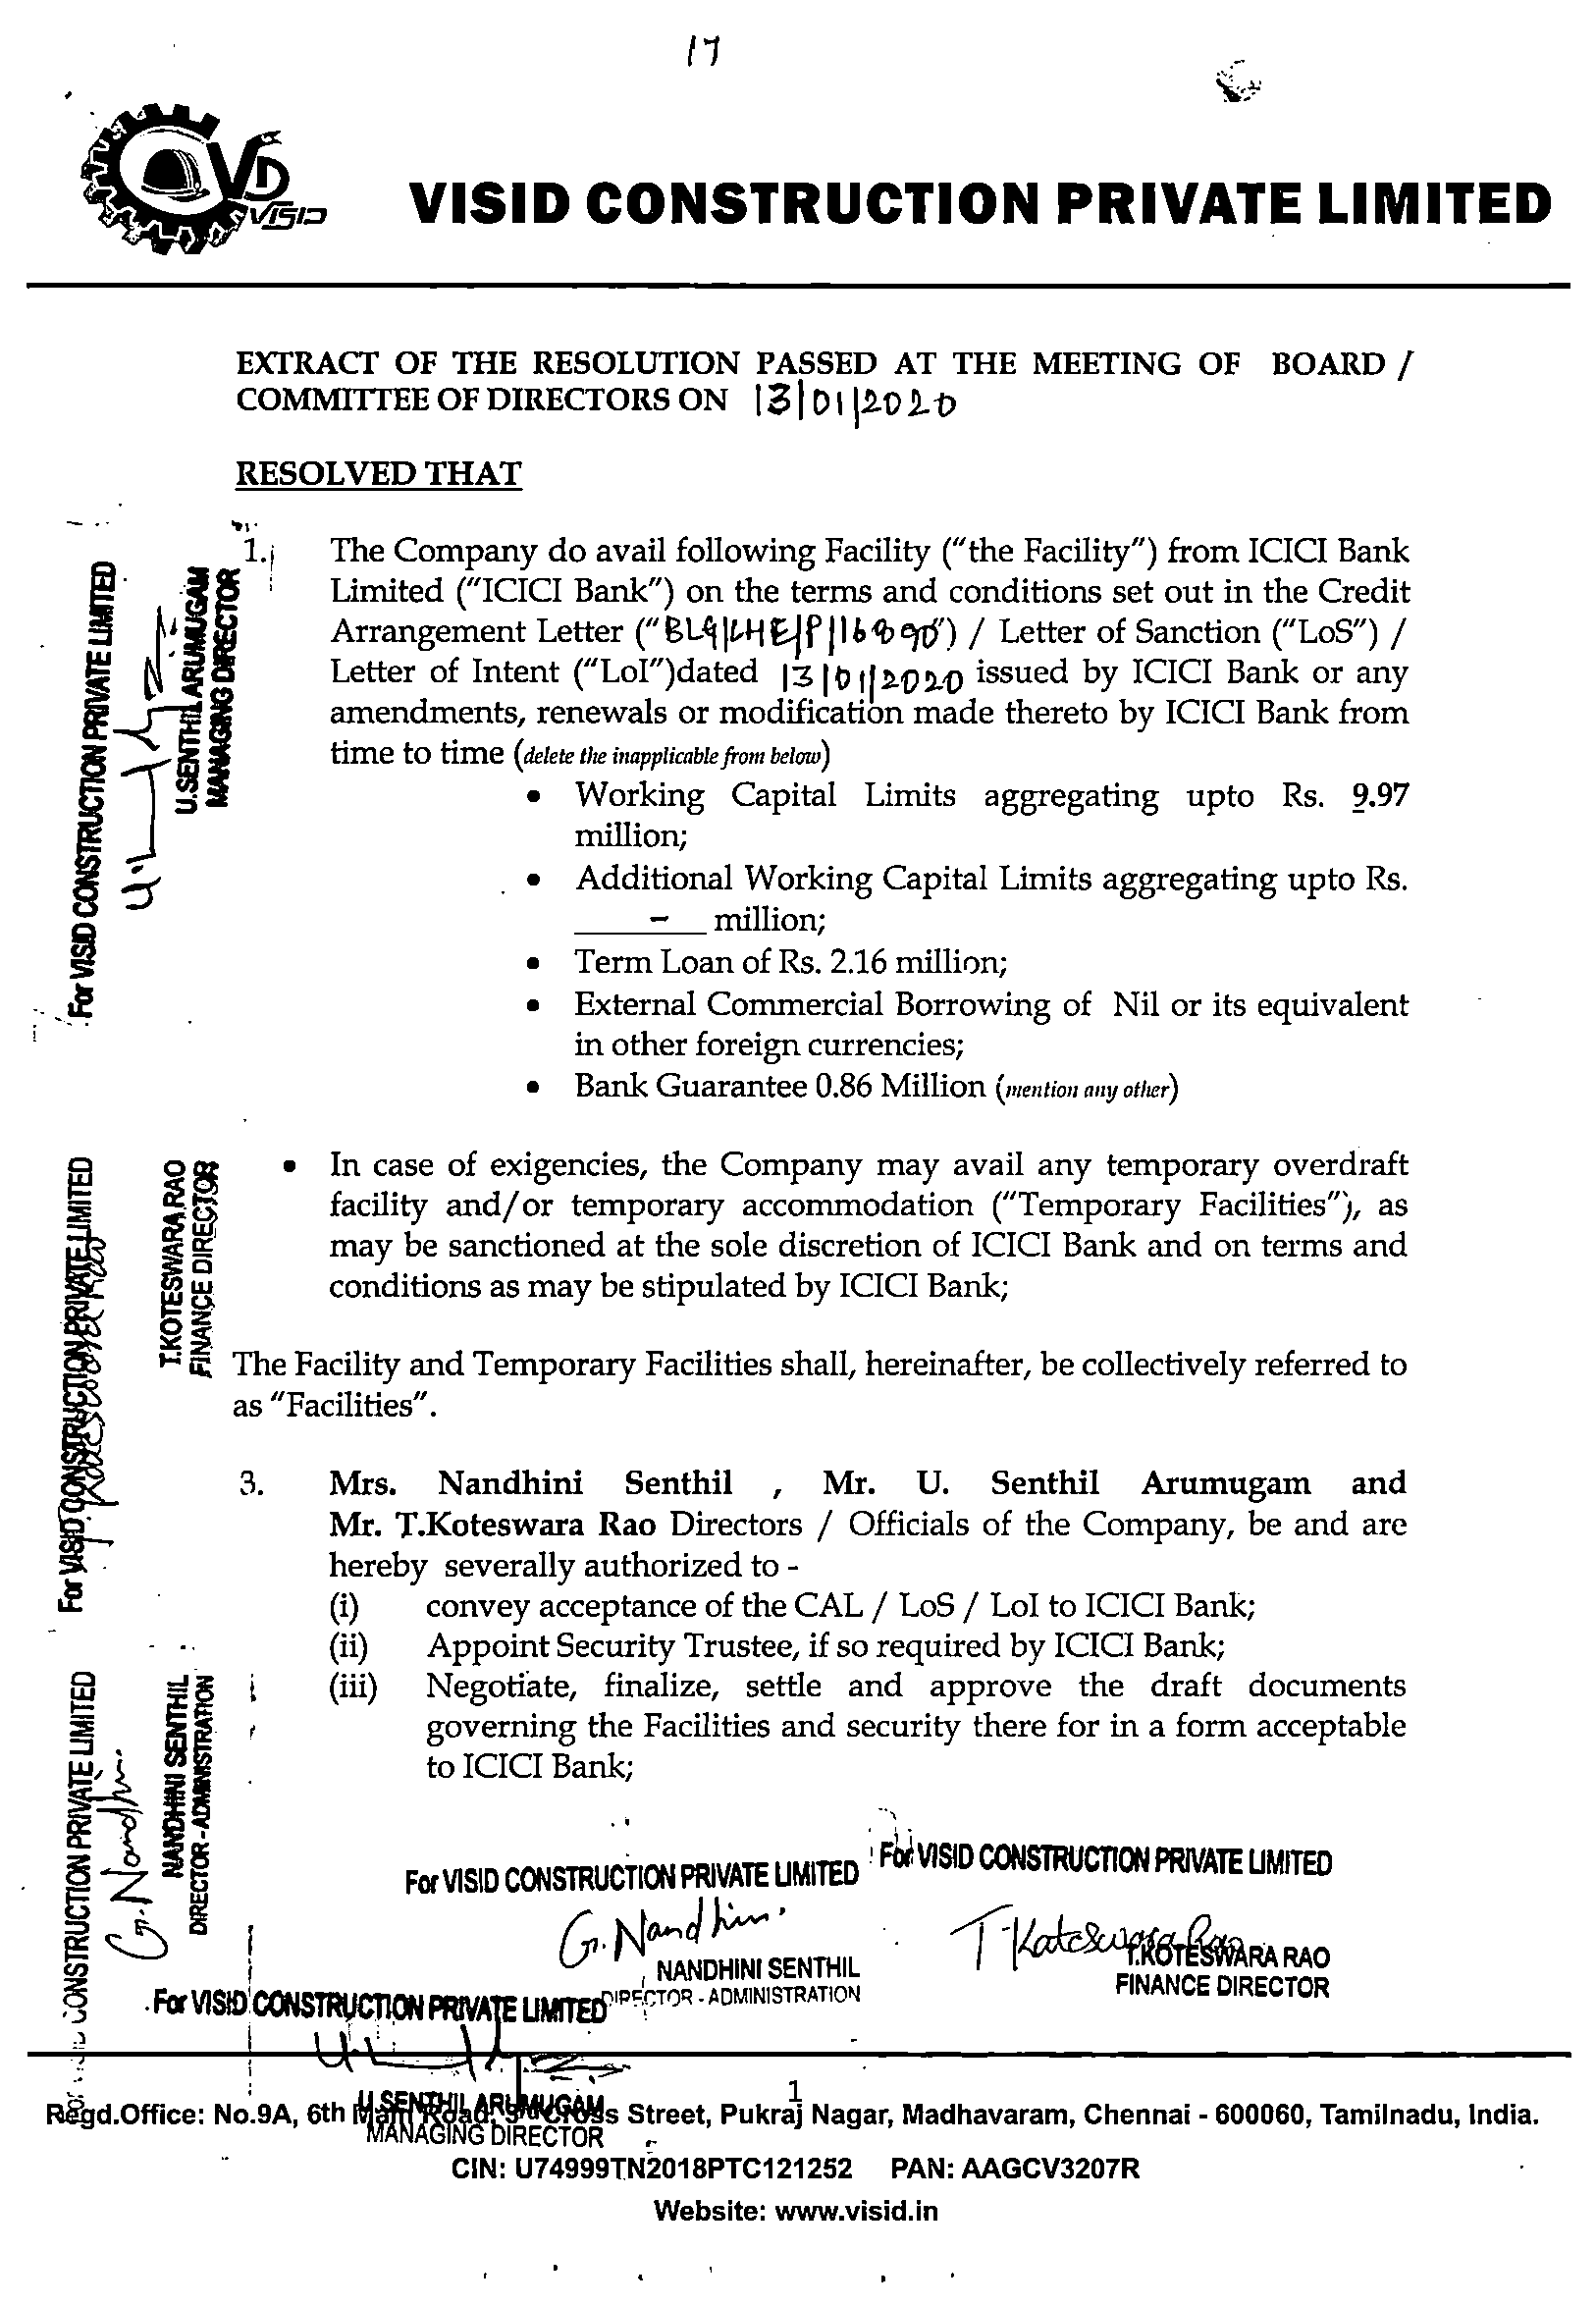 17
VISID
VISID CONSTRUCTION PRIVATE LIMITED
EXTRACT OF THE RESOLUTION PASSED AT THE MEETING OF BOARD /
COMMITTEE OF DIRECTORS ON 13/01/2020
RESOLVED THAT
1. The Company do avail following Facility ("the Facility") from ICICI Bank
Limited ("ICICI Bank") on the terms and conditions set out in the Credit
Arrangement Letter (" ") / Letter of Sanction ("LoS") /
Letter of Intent ("LoI")dated 13/01/2020 issued by ICICI Bank or any
amendments, renewals or modification made thereto by ICICI Bank from
time to time (delete the inapplicable from below)
• Working Capital Limits aggregating upto Rs. 9.97
million;
• Additional Working Capital Limits aggregating upto Rs.
– million;
• Term Loan of Rs. 2.16 million;
• External Commercial Borrowing of Nil or its equivalent
in other foreign currencies;
• Bank Guarantee 0.86 Million (mention any other)
• In case of exigencies, the Company may avail any temporary overdraft
facility and/or temporary accommodation ("Temporary Facilities"), as
may be sanctioned at the sole discretion of ICICI Bank and on terms and
conditions as may be stipulated by ICICI Bank;
The Facility and Temporary Facilities shall, hereinafter, be collectively referred to
as "Facilities".
3. Mrs. Nandhini Senthil , Mr. U. Senthil Arumugam and
Mr. T.Koteswara Rao Directors / Officials of the Company, be and are
hereby severally authorized to -
(i) convey acceptance of the CAL / LoS / LoI to ICICI Bank;
(ii) Appoint Security Trustee, if so required by ICICI Bank;
(iii) Negotiate, finalize, settle and approve the draft documents
governing the Facilities and security there for in a form acceptable
to ICICI Bank;
For VISID CONSTRUCTION PRIVATE LIMITED
U.SENTHIL ARUMUGAM
MANAGING DIRECTOR
For VISID CONSTRUCTION PRIVATE LIMITED
T.KOTESWARA RAO
FINANCE DIRECTOR
CONSTRUCTION PRIVATE LIMITED
G. Nandhini
NANDHINI SENTHIL
DIRECTOR - ADMINISTRATION
For VISID CONSTRUCTION PRIVATE LIMITED
G. Nandhini
NANDHINI SENTHIL
DIRECTOR - ADMINISTRATION
For VISID CONSTRUCTION PRIVATE LIMITED
T Koteswara Rao
T.KOTESWARA RAO
FINANCE DIRECTOR
For VISID CONSTRUCTION PRIVATE LIMITED
U.SENTHIL ARUMUGAM
MANAGING DIRECTOR
1
Regd.Office: No.9A, 6th Main Road, Cross Street, Pukraj Nagar, Madhavaram, Chennai - 600060, Tamilnadu, India.
CIN: U74999TN2018PTC121252 PAN: AAGCV3207R
Website: www.visid.in